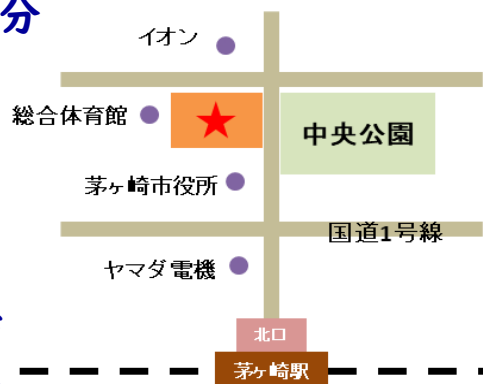 分
イオン
総合体育館
★
中央公園
茅ヶ崎市役所
国道1号線
ヤマダ電機
北口
茅ヶ崎駅